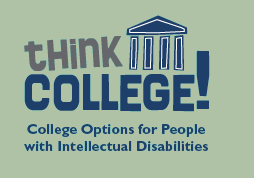 THiNK
COLLEGE!
College Options for People
with Intellectual Disabilities